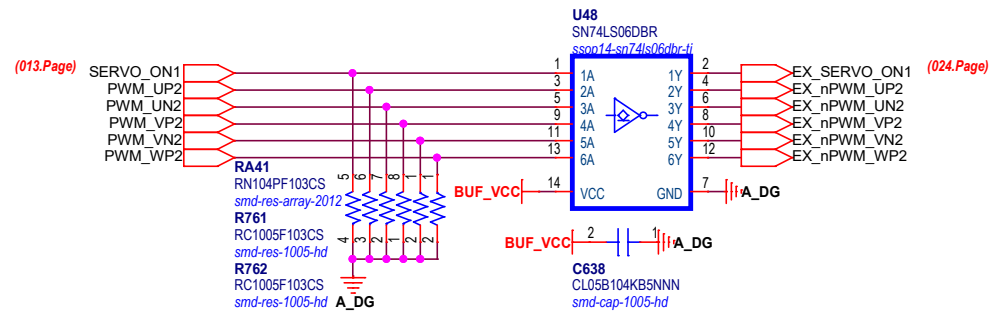 U48
SN74LS06DBR
ssop14-sn74ls06dbr-ti
(013.Page)
SERVO_ON1 1 1A 1Y 2 EX_SERVO_ON1
(024.Page)
PWM_UP2 3 2A 2Y 4 EX_nPWM_UP2
PWM_UN2 5 3A 3Y 6 EX_nPWM_UN2
PWM_VP2 9 4A 4Y 8 EX_nPWM_VP2
PWM_VN2 11 5A 5Y 10 EX_nPWM_VN2
PWM_WP2 13 6A 6Y 12 EX_nPWM_WP2
RA41
RN104PF103CS
smd-res-array-2012
5 6 7 8 1 1
BUF_VCC 14 VCC GND 7 A_DG
R761
RC1005F103CS
smd-res-1005-hd
4 3 2 1 2 2
BUF_VCC 2 1 A_DG
R762
RC1005F103CS
smd-res-1005-hd
A_DG
C638
CL05B104KB5NNN
smd-cap-1005-hd